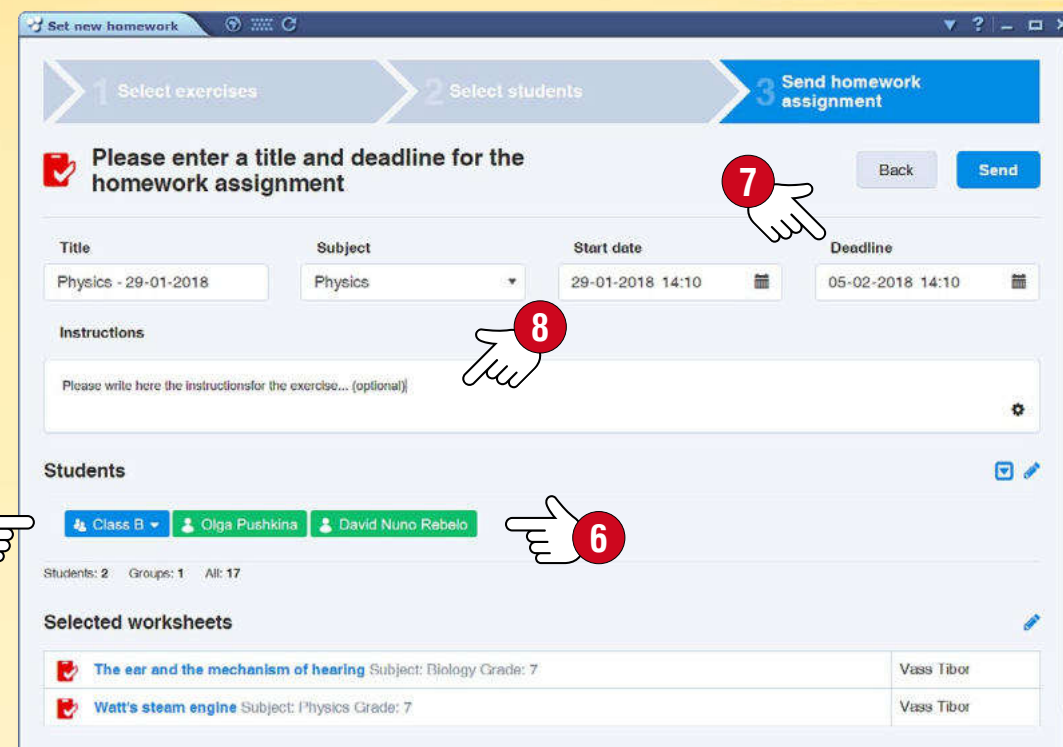 Set new homework
?
1 Select exercises
2 Select students
3 Send homework
assignment
Please enter a title and deadline for the
homework assignment
7
Back
Send
Title
Subject
Start date
Deadline
Physics - 29-01-2018
Physics
29-01-2018 14:10
05-02-2018 14:10
Instructions
8
Please write here the instructionsfor the exercise... (optional)
Students
Class B
Olga Pushkina
David Nuno Rebelo
6
Students: 2 Groups: 1 All: 17
Selected worksheets
The ear and the mechanism of hearing Subject: Biology Grade: 7
Vass Tibor
Watt's steam engine Subject: Physics Grade: 7
Vass Tibor